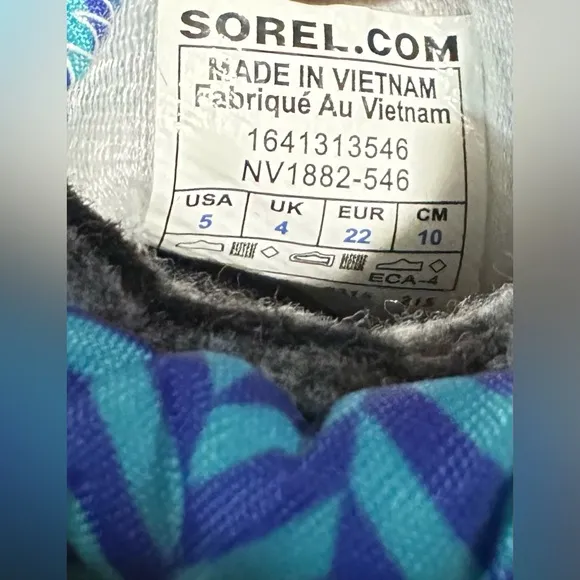 SOREL.COM
MADE IN VIETNAM
Fabriqué Au Vietnam
1641313546
NV1882-546
USA UK EUR CM
5 4 22 10
ECA-4